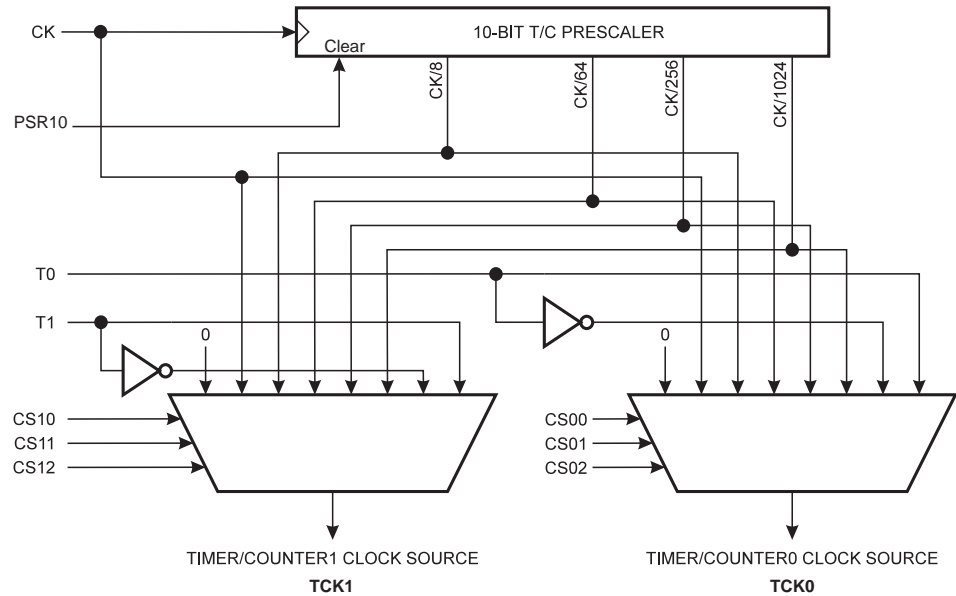 CK
10-BIT T/C PRESCALER
Clear
CK/8
CK/64
CK/256
CK/1024
PSR10
T0
T1
0
0
CS10
CS11
CS12
CS00
CS01
CS02
TIMER/COUNTER1 CLOCK SOURCE
TCK1
TIMER/COUNTER0 CLOCK SOURCE
TCK0